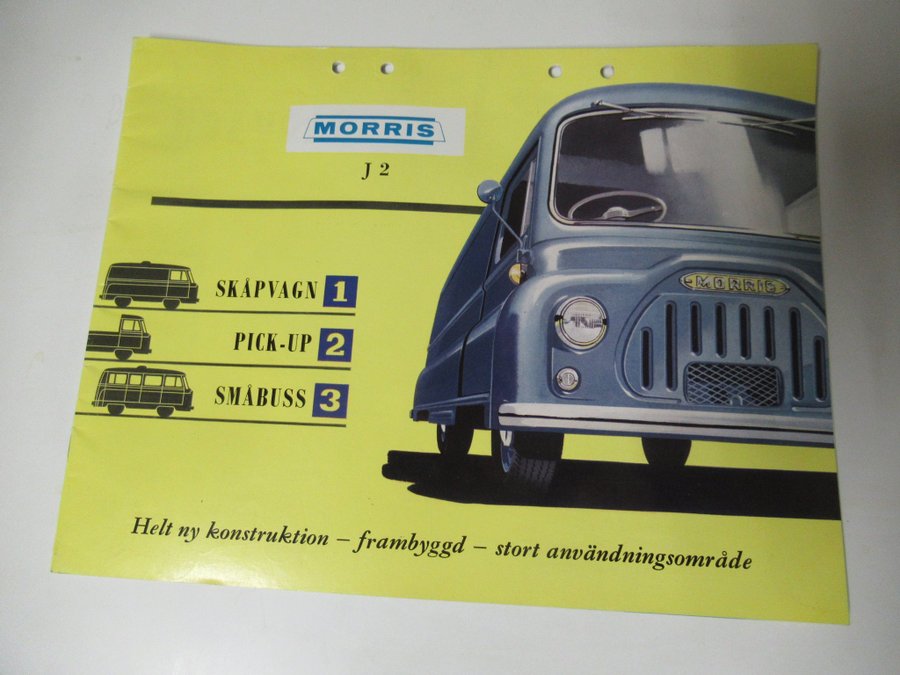 MORRIS
J 2
SKÅPVAGN 1
PICK-UP 2
SMÅBUSS 3
MORRIS
Helt ny konstruktion – frambyggd – stort användningsområde